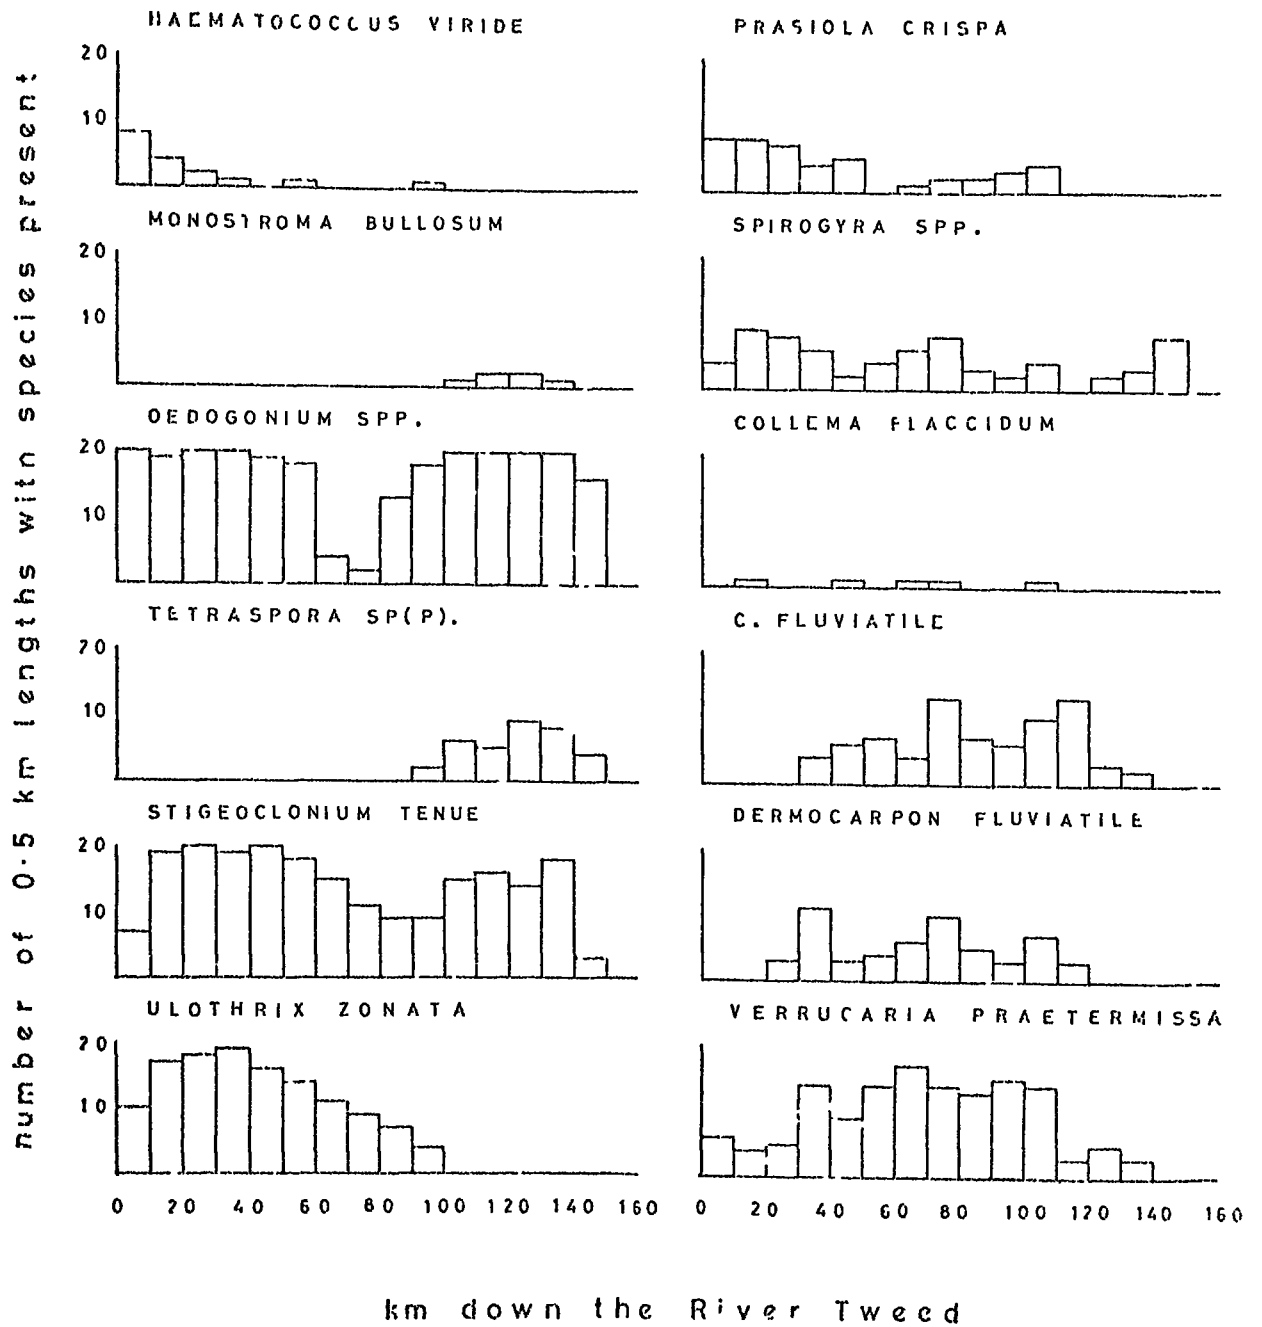 HAEMATOCOCCUS VIRIDE
20
10
MONOSTROMA BULLOSUM
20
10
OEDOGONIUM SPP.
20
10
TETRASPORA SP(P).
20
10
STIGEOCLONIUM TENUE
20
10
ULOTHRIX ZONATA
20
10
0 20 40 60 80 100 120 140 160
PRASIOLA CRISPA
SPIROGYRA SPP.
COLLEMA FLACCIDUM
C. FLUVIATILE
DERMOCARPON FLUVIATILE
VERRUCARIA PRAETERMISSA
0 20 40 60 80 100 120 140 160
number of 0·5 km lengths with species present
km down the River Tweed